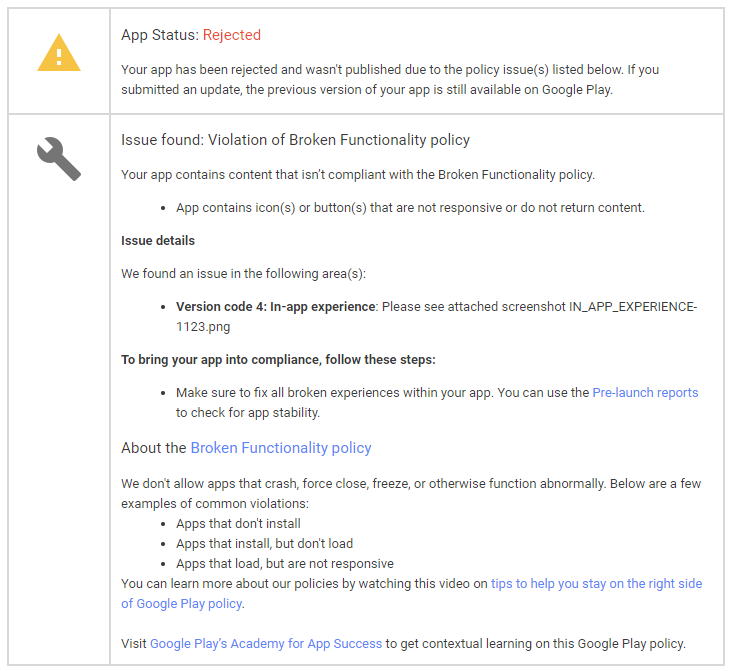 App Status: Rejected
Your app has been rejected and wasn't published due to the policy issue(s) listed below. If you
submitted an update, the previous version of your app is still available on Google Play.
Issue found: Violation of Broken Functionality policy
Your app contains content that isn’t compliant with the Broken Functionality policy.
• App contains icon(s) or button(s) that are not responsive or do not return content.
Issue details
We found an issue in the following area(s):
• Version code 4: In-app experience: Please see attached screenshot IN_APP_EXPERIENCE-
1123.png
To bring your app into compliance, follow these steps:
• Make sure to fix all broken experiences within your app. You can use the Pre-launch reports
to check for app stability.
About the Broken Functionality policy
We don't allow apps that crash, force close, freeze, or otherwise function abnormally. Below are a few
examples of common violations:
• Apps that don't install
• Apps that install, but don't load
• Apps that load, but are not responsive
You can learn more about our policies by watching this video on tips to help you stay on the right side
of Google Play policy.
Visit Google Play’s Academy for App Success to get contextual learning on this Google Play policy.